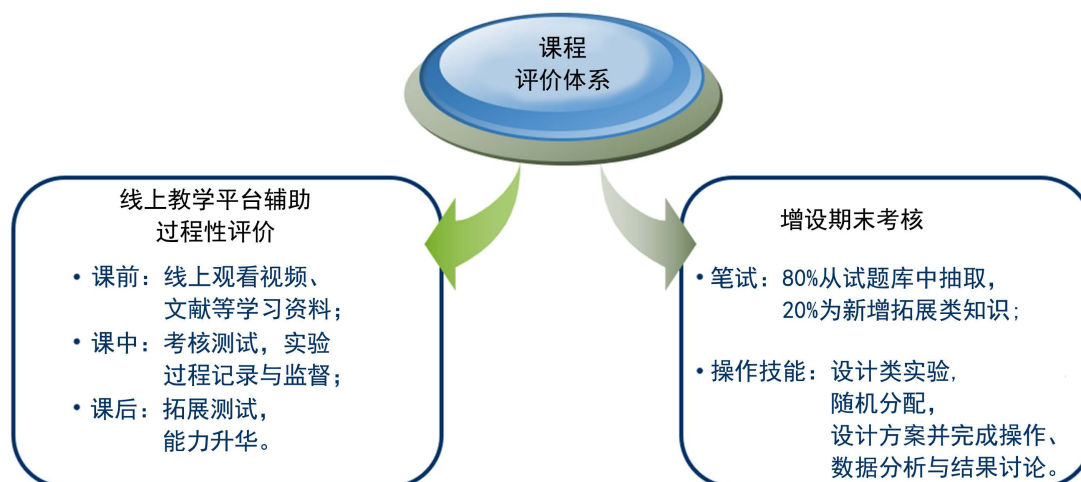 课程
评价体系
线上教学平台辅助
过程性评价
• 课前：线上观看视频、
文献等学习资料；
• 课中：考核测试，实验
过程记录与监督；
• 课后：拓展测试，
能力升华。
增设期末考核
• 笔试：80%从试题库中抽取，
20%为新增拓展类知识；
• 操作技能：设计类实验，
随机分配，
设计方案并完成操作、
数据分析与结果讨论。